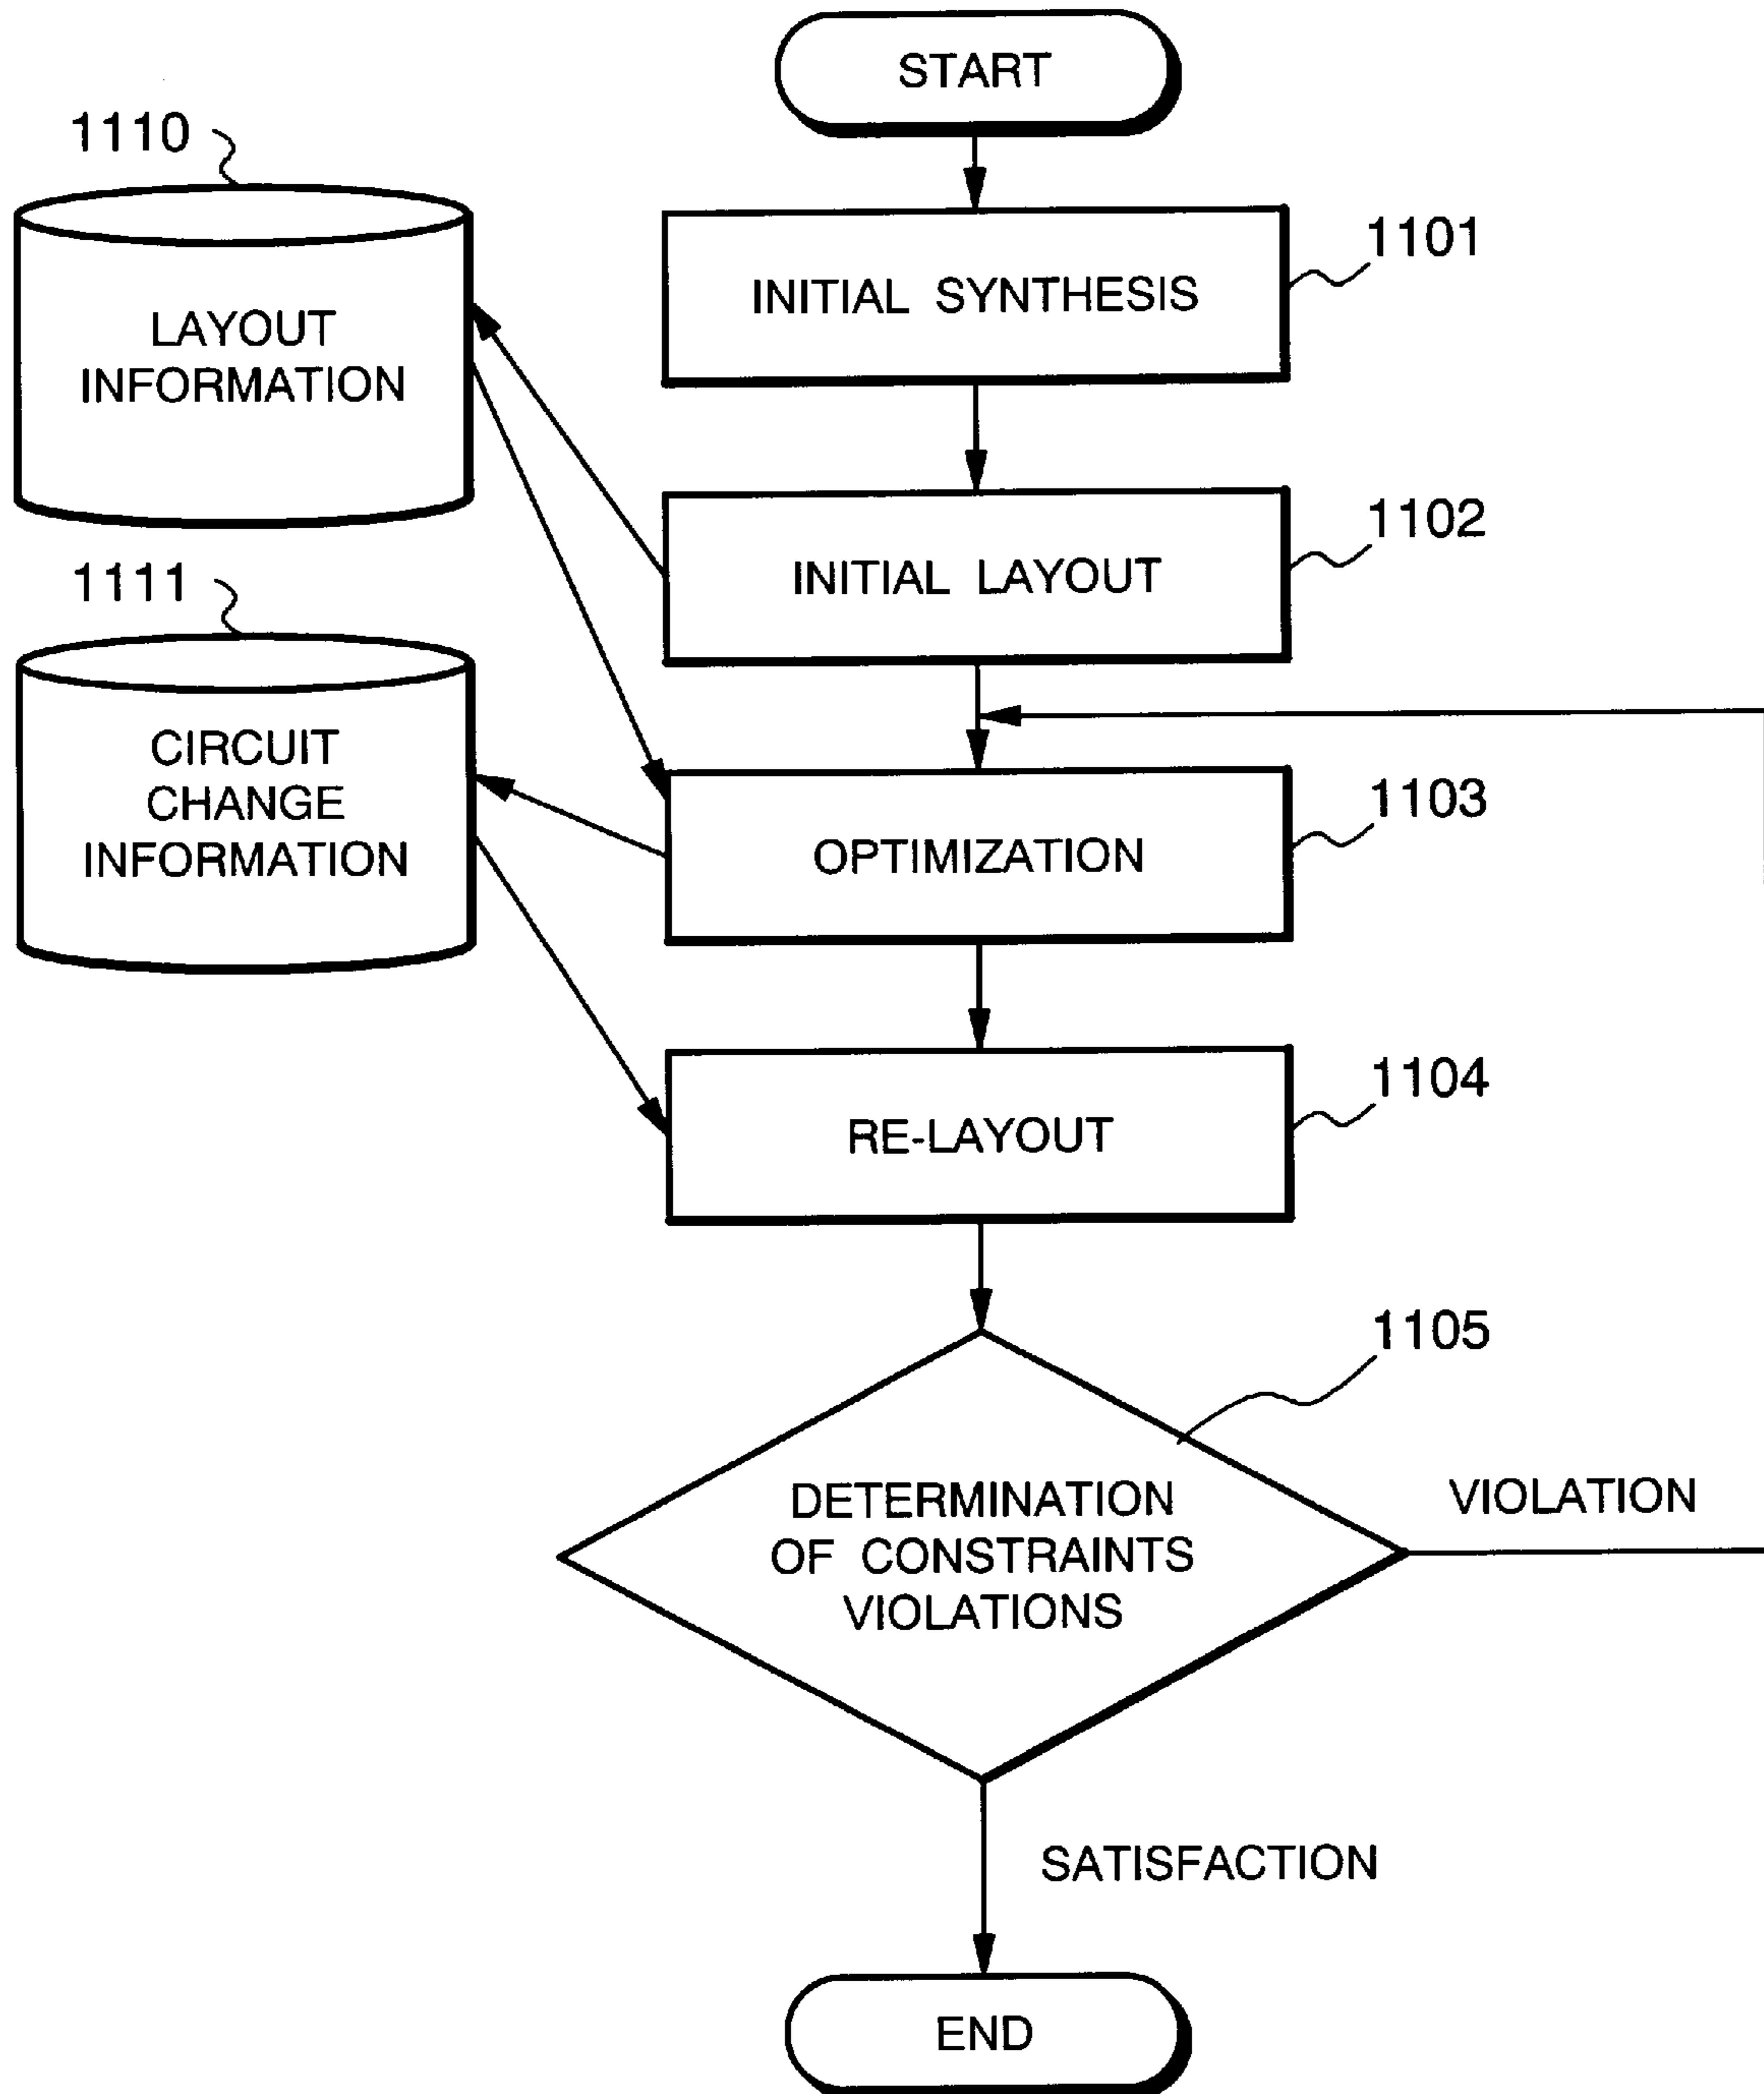 START
1110
1101
INITIAL SYNTHESIS
LAYOUT
INFORMATION
1102
INITIAL LAYOUT
1111
CIRCUIT
CHANGE
INFORMATION
1103
OPTIMIZATION
1104
RE-LAYOUT
1105
DETERMINATION
OF CONSTRAINTS
VIOLATIONS
VIOLATION
SATISFACTION
END